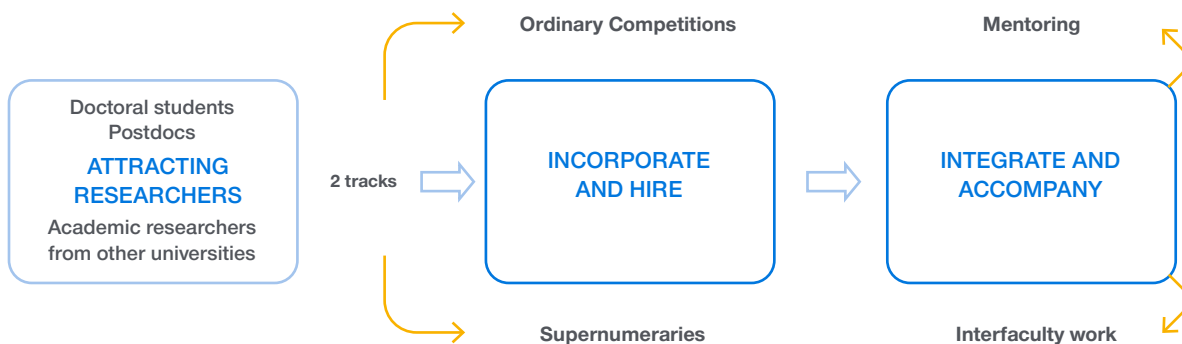 Ordinary Competitions
Mentoring
Doctoral students
Postdocs
ATTRACTING
RESEARCHERS
Academic researchers
from other universities
2 tracks
INCORPORATE
AND HIRE
INTEGRATE AND
ACCOMPANY
Supernumeraries
Interfaculty work